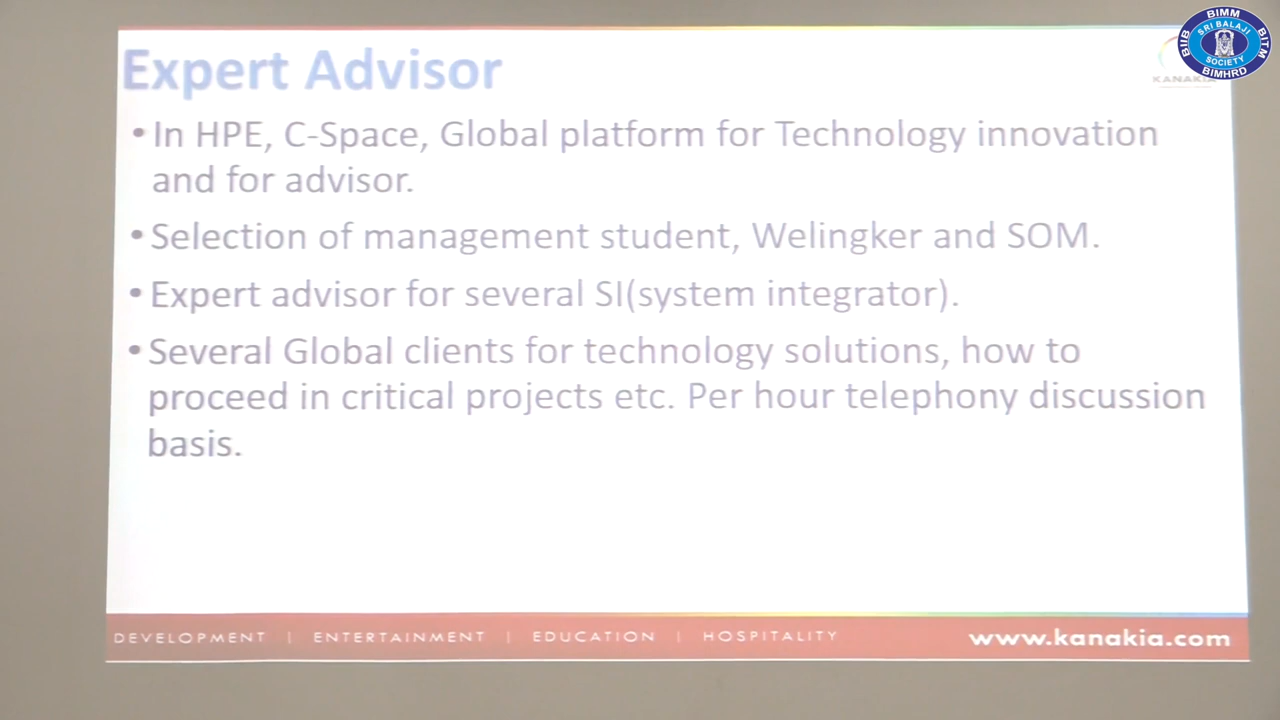 BIMM
SRI BALAJI
BIIB
BITM
SOCIETY
BIMHRD
KANAKIA
Expert Advisor
• In HPE, C-Space, Global platform for Technology innovation
and for advisor.
• Selection of management student, Welingker and SOM.
• Expert advisor for several SI(system integrator).
• Several Global clients for technology solutions, how to
proceed in critical projects etc. Per hour telephony discussion
basis.
DEVELOPMENT | ENTERTAINMENT | EDUCATION | HOSPITALITY
www.kanakia.com